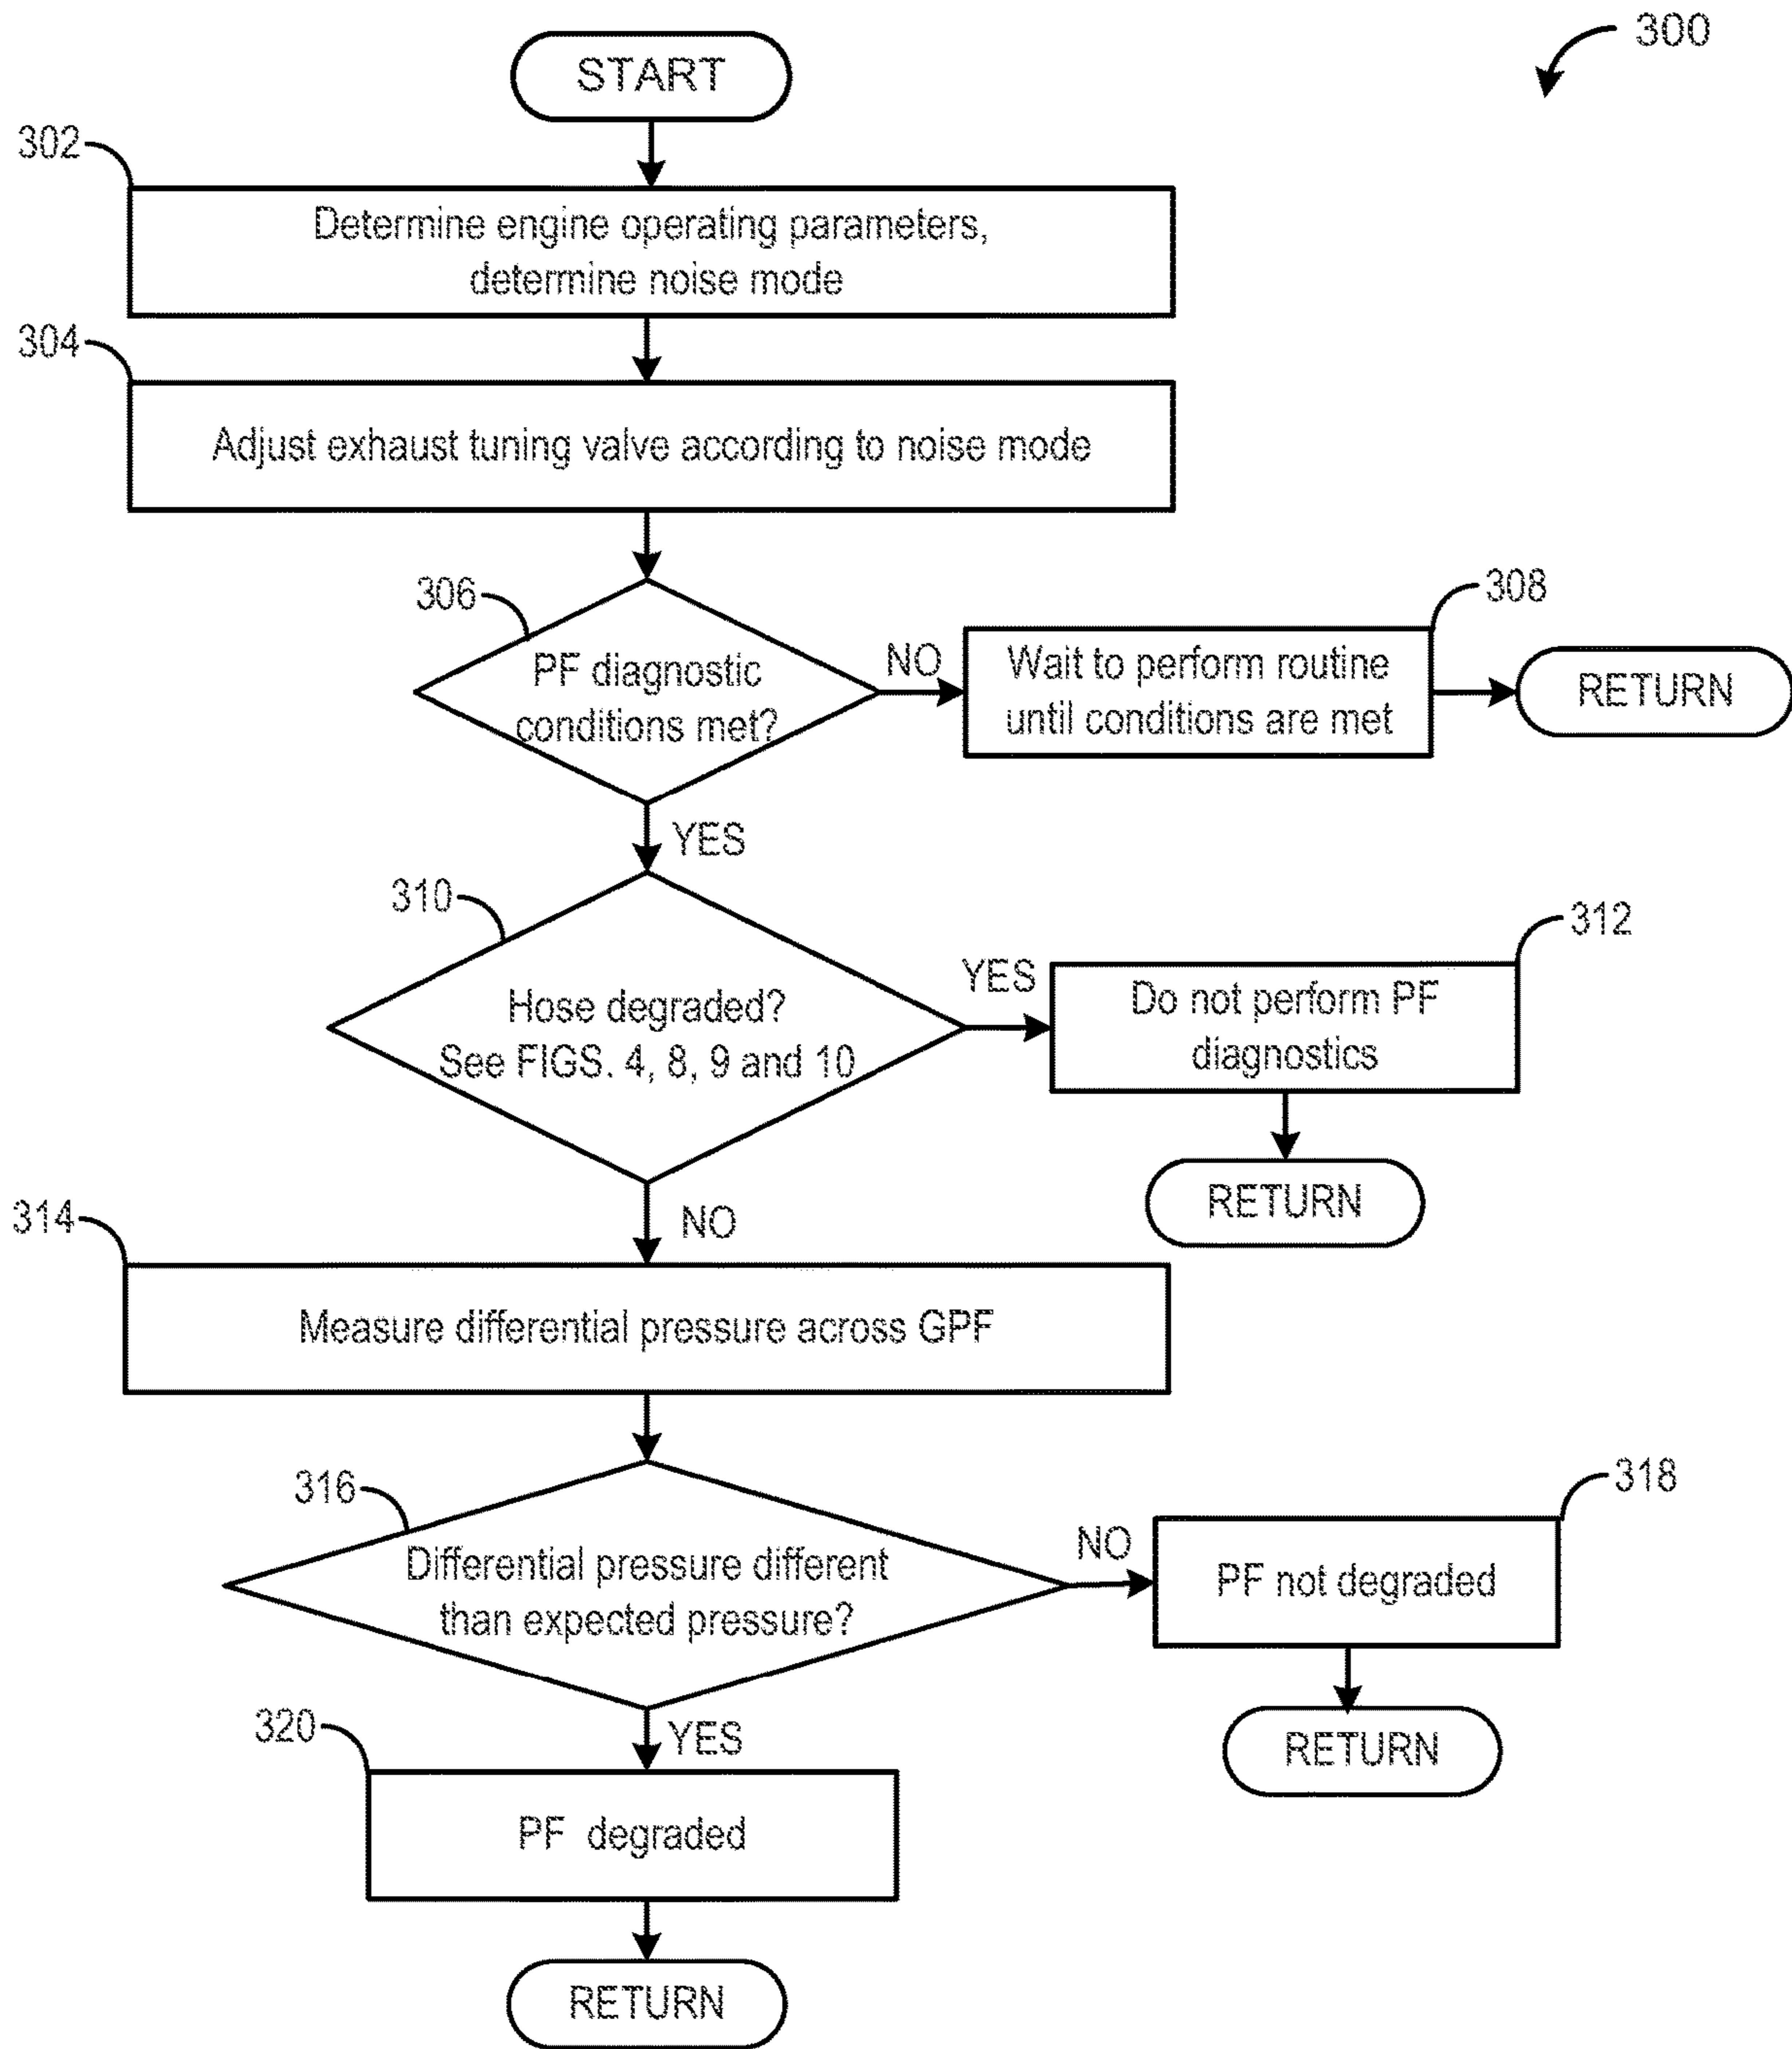 300
START
302
Determine engine operating parameters,
determine noise mode
304
Adjust exhaust tuning valve according to noise mode
306
PF diagnostic
conditions met?
NO
308
Wait to perform routine
until conditions are met
RETURN
YES
310
Hose degraded?
See FIGS. 4, 8, 9 and 10
YES
312
Do not perform PF
diagnostics
RETURN
NO
314
Measure differential pressure across GPF
316
Differential pressure different
than expected pressure?
NO
318
PF not degraded
RETURN
YES
320
PF degraded
RETURN